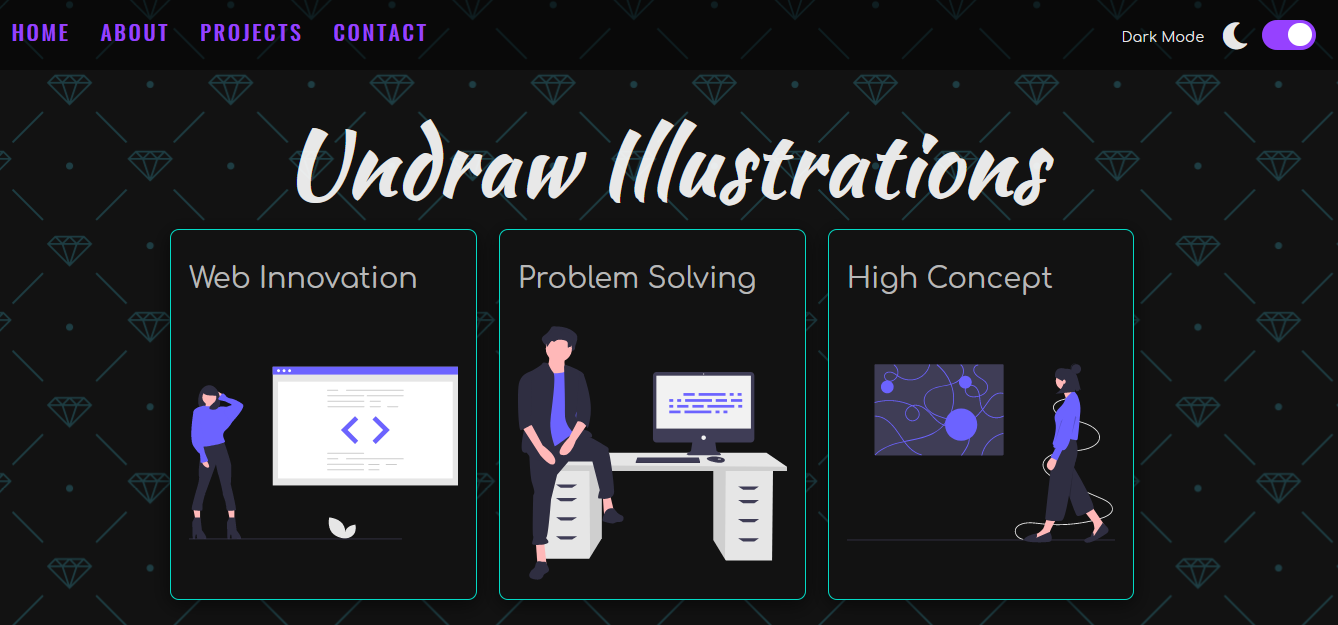 HOME ABOUT PROJECTS CONTACT Dark Mode
Undraw Illustrations
Web Innovation
Problem Solving
High Concept